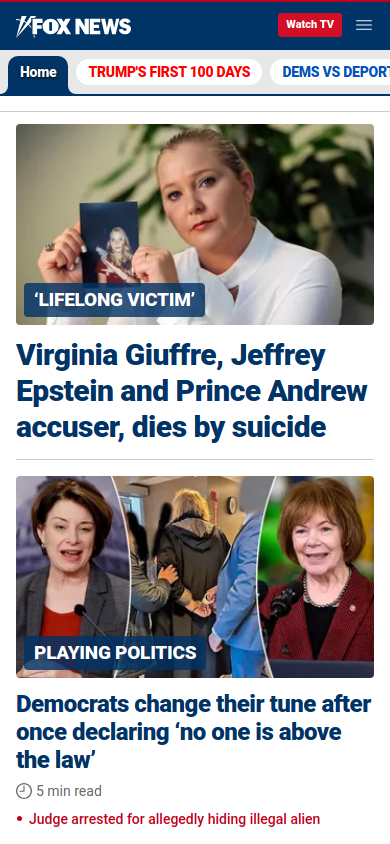 FOX NEWS
Watch TV
Home
TRUMP'S FIRST 100 DAYS
DEMS VS DEPORT
‘LIFELONG VICTIM’
Virginia Giuffre, Jeffrey
Epstein and Prince Andrew
accuser, dies by suicide
PLAYING POLITICS
Democrats change their tune after
once declaring ‘no one is above
the law’
5 min read
Judge arrested for allegedly hiding illegal alien